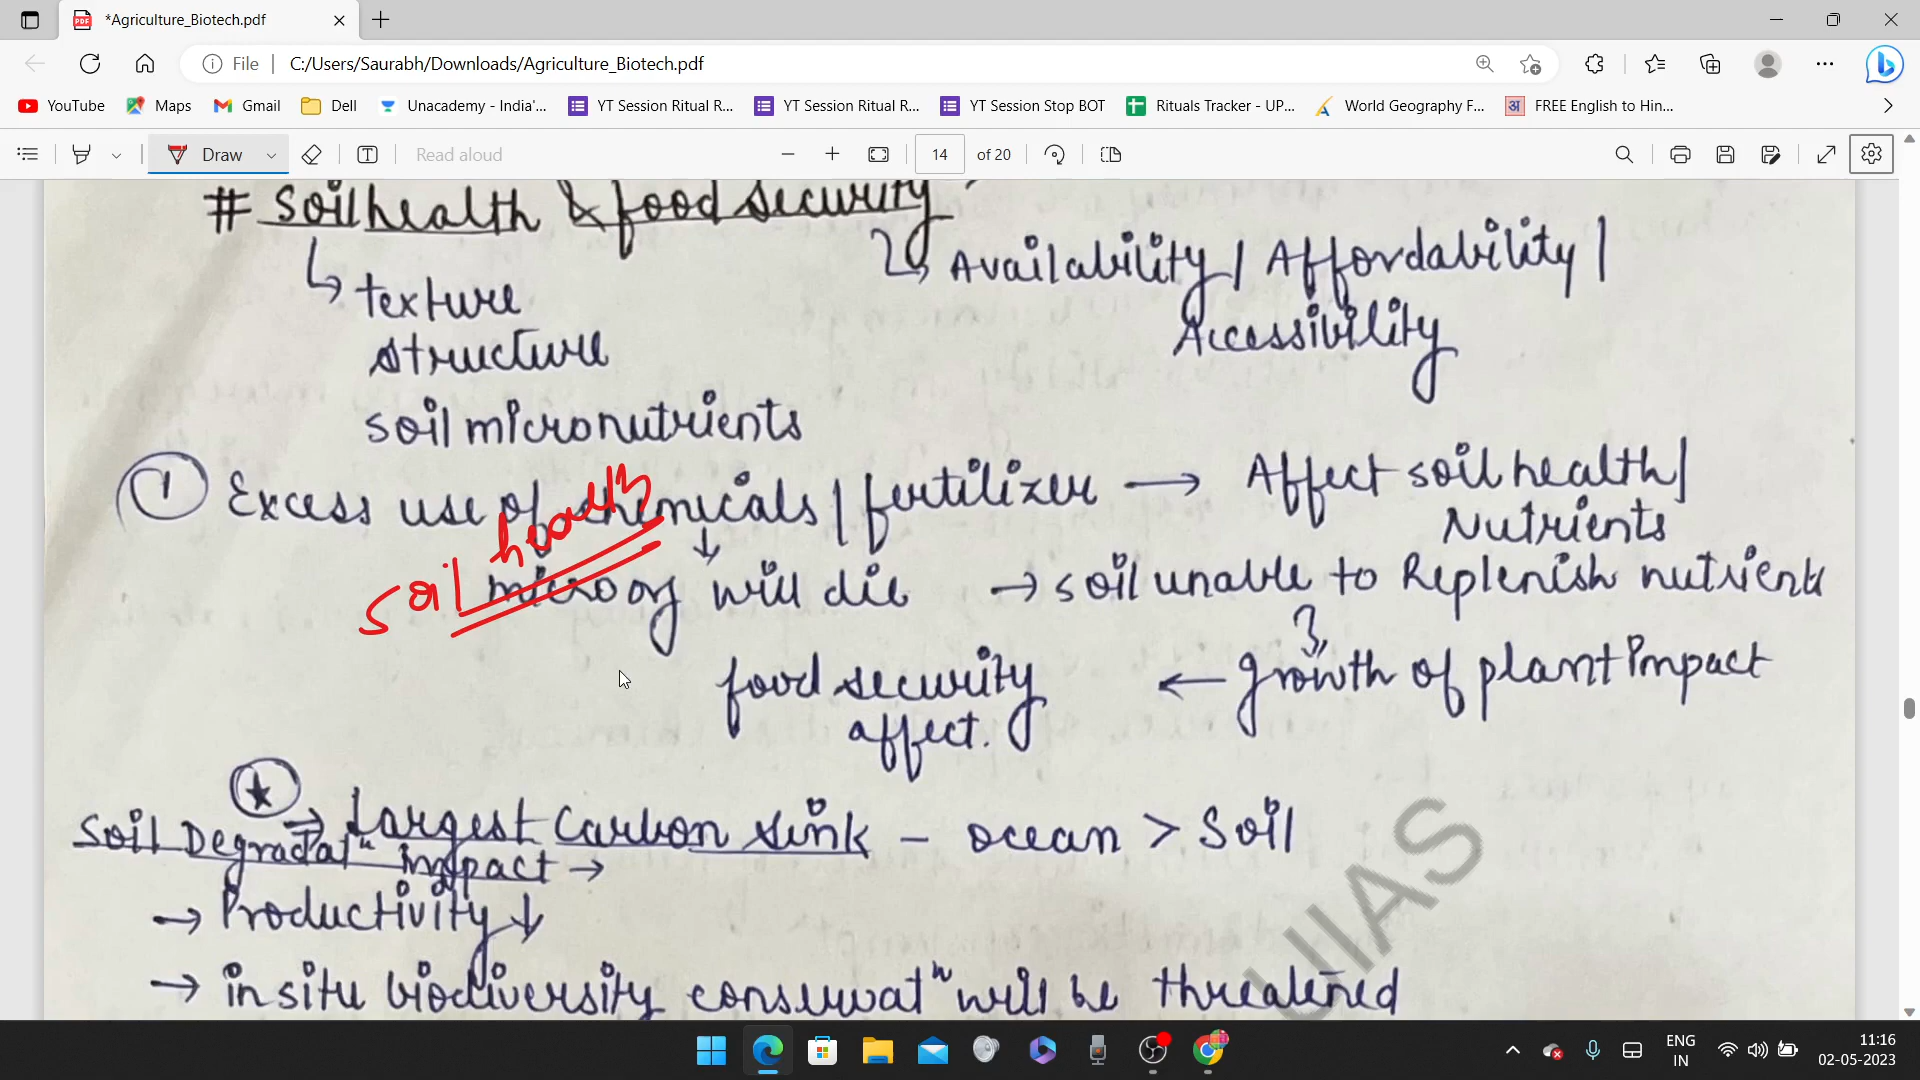 *Agriculture_Biotech.pdf
File C:/Users/Saurabh/Downloads/Agriculture_Biotech.pdf
YouTube Maps Gmail Dell Unacademy - India'... YT Session Ritual R... YT Session Ritual R... YT Session Stop BOT Rituals Tracker - UP... World Geography F... FREE English to Hin...
Draw Read aloud 14 of 20
# Soil health & food security
Availability / Affordability /
Accessibility
texture
structure
soil micronutrients
1 Excess use of chemicals / fertilizer → Affect soil health /
Nutrients
soil health
micro org will die → soil unable to Replenish nutrients
food security ← growth of plant impact
affect.
→ Largest Carbon sink - ocean > Soil
Soil Degradatn impact →
→ Productivity ↓
→ in situ biodiversity conservatn will be threatened
UIAS
ENG
IN
11:16
02-05-2023